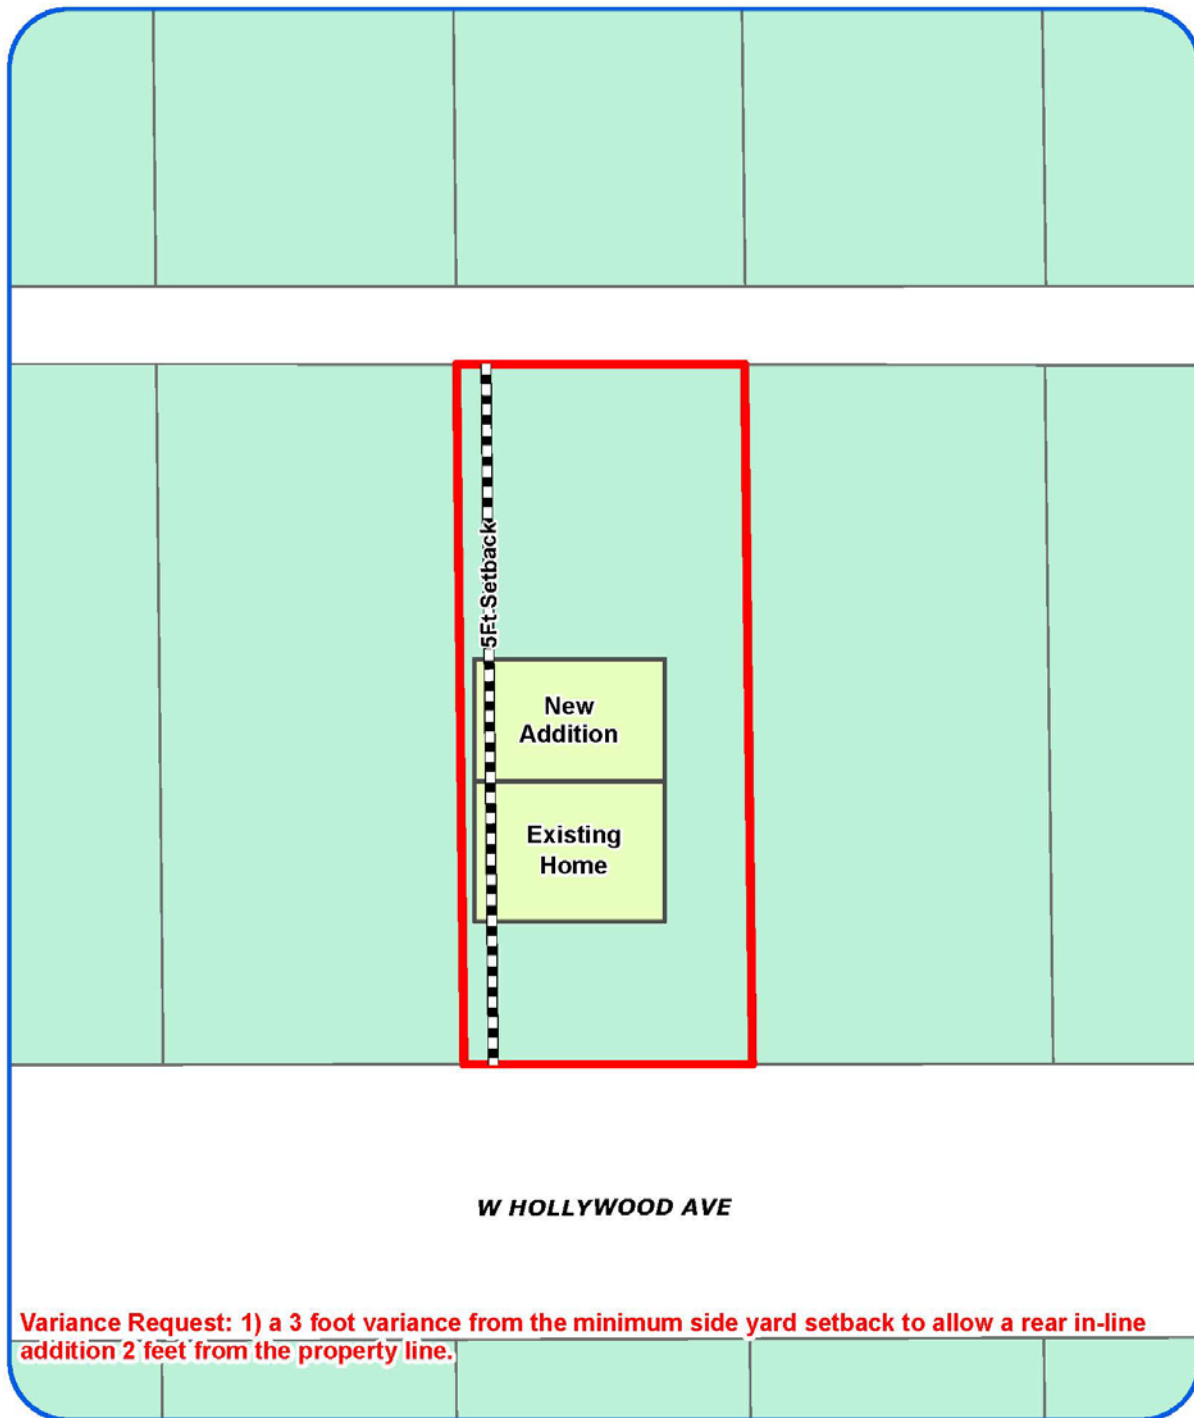 5Ft Setback
New
Addition
Existing
Home
W HOLLYWOOD AVE
Variance Request: 1) a 3 foot variance from the minimum side yard setback to allow a rear in-line
addition 2 feet from the property line.